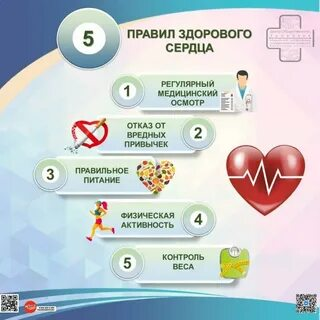 5
ПРАВИЛ ЗДОРОВОГО
СЕРДЦА
1
РЕГУЛЯРНЫЙ
МЕДИЦИНСКИЙ
ОСМОТР
ОТКАЗ ОТ
ВРЕДНЫХ
ПРИВЫЧЕК
2
3
ПРАВИЛЬНОЕ
ПИТАНИЕ
ФИЗИЧЕСКАЯ
АКТИВНОСТЬ
4
5
КОНТРОЛЬ
ВЕСА